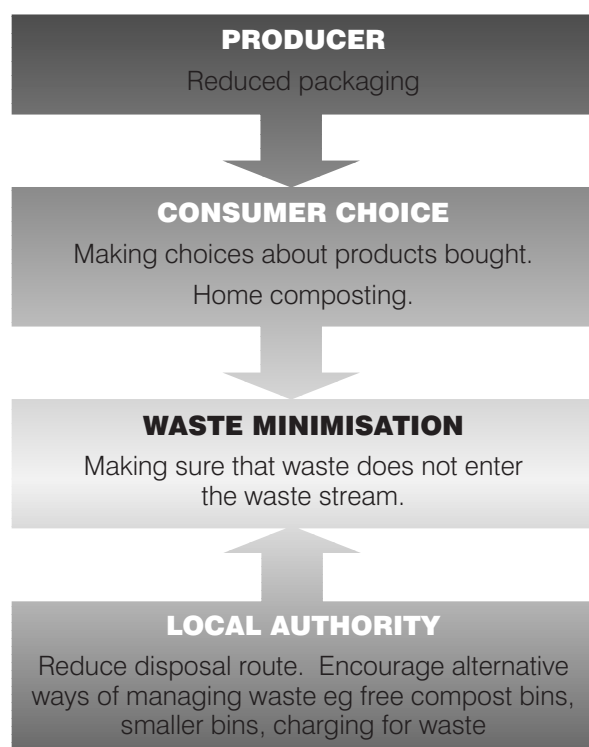 PRODUCER
Reduced packaging
CONSUMER CHOICE
Making choices about products bought.
Home composting.
WASTE MINIMISATION
Making sure that waste does not enter
the waste stream.
LOCAL AUTHORITY
Reduce disposal route. Encourage alternative
ways of managing waste eg free compost bins,
smaller bins, charging for waste